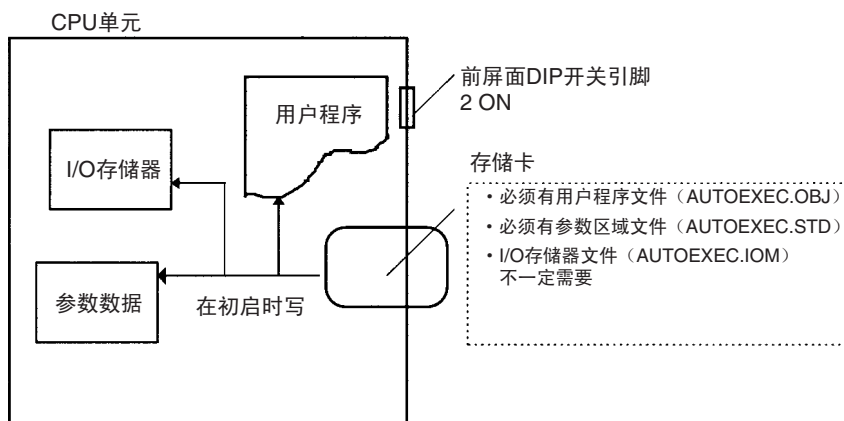 CPU单元
前屏面DIP开关引脚
2 ON
用户程序
I/O存储器
存储卡
・必须有用户程序文件（AUTOEXEC.OBJ）
・必须有参数区域文件（AUTOEXEC.STD）
・I/O存储器文件（AUTOEXEC.IOM）
不一定需要
参数数据
在初启时写